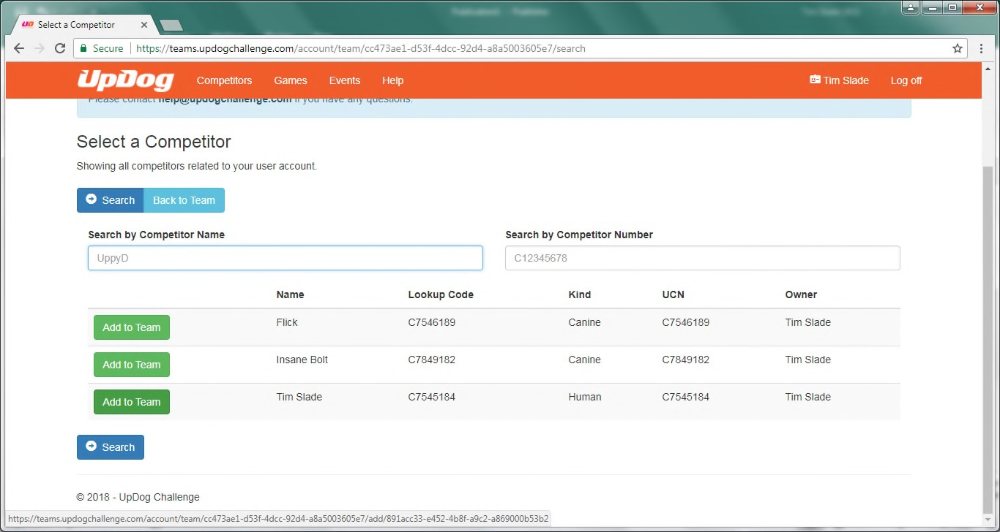 Select a Competitor
Secure https://teams.updogchallenge.com/account/team/cc473ae1-d53f-4dcc-92d4-a8a5003605e7/search
UpDog Competitors Games Events Help Tim Slade Log off
Please contact help@updogchallenge.com if you have any questions.
Select a Competitor
Showing all competitors related to your user account.
Search Back to Team
Search by Competitor Name Search by Competitor Number
UppyD C12345678
Name Lookup Code Kind UCN Owner
Add to Team Flick C7546189 Canine C7546189 Tim Slade
Add to Team Insane Bolt C7849182 Canine C7849182 Tim Slade
Add to Team Tim Slade C7545184 Human C7545184 Tim Slade
Search
© 2018 - UpDog Challenge
https://teams.updogchallenge.com/account/team/cc473ae1-d53f-4dcc-92d4-a8a5003605e7/add/891acc33-e452-4b8f-a9c2-a869000b53b2